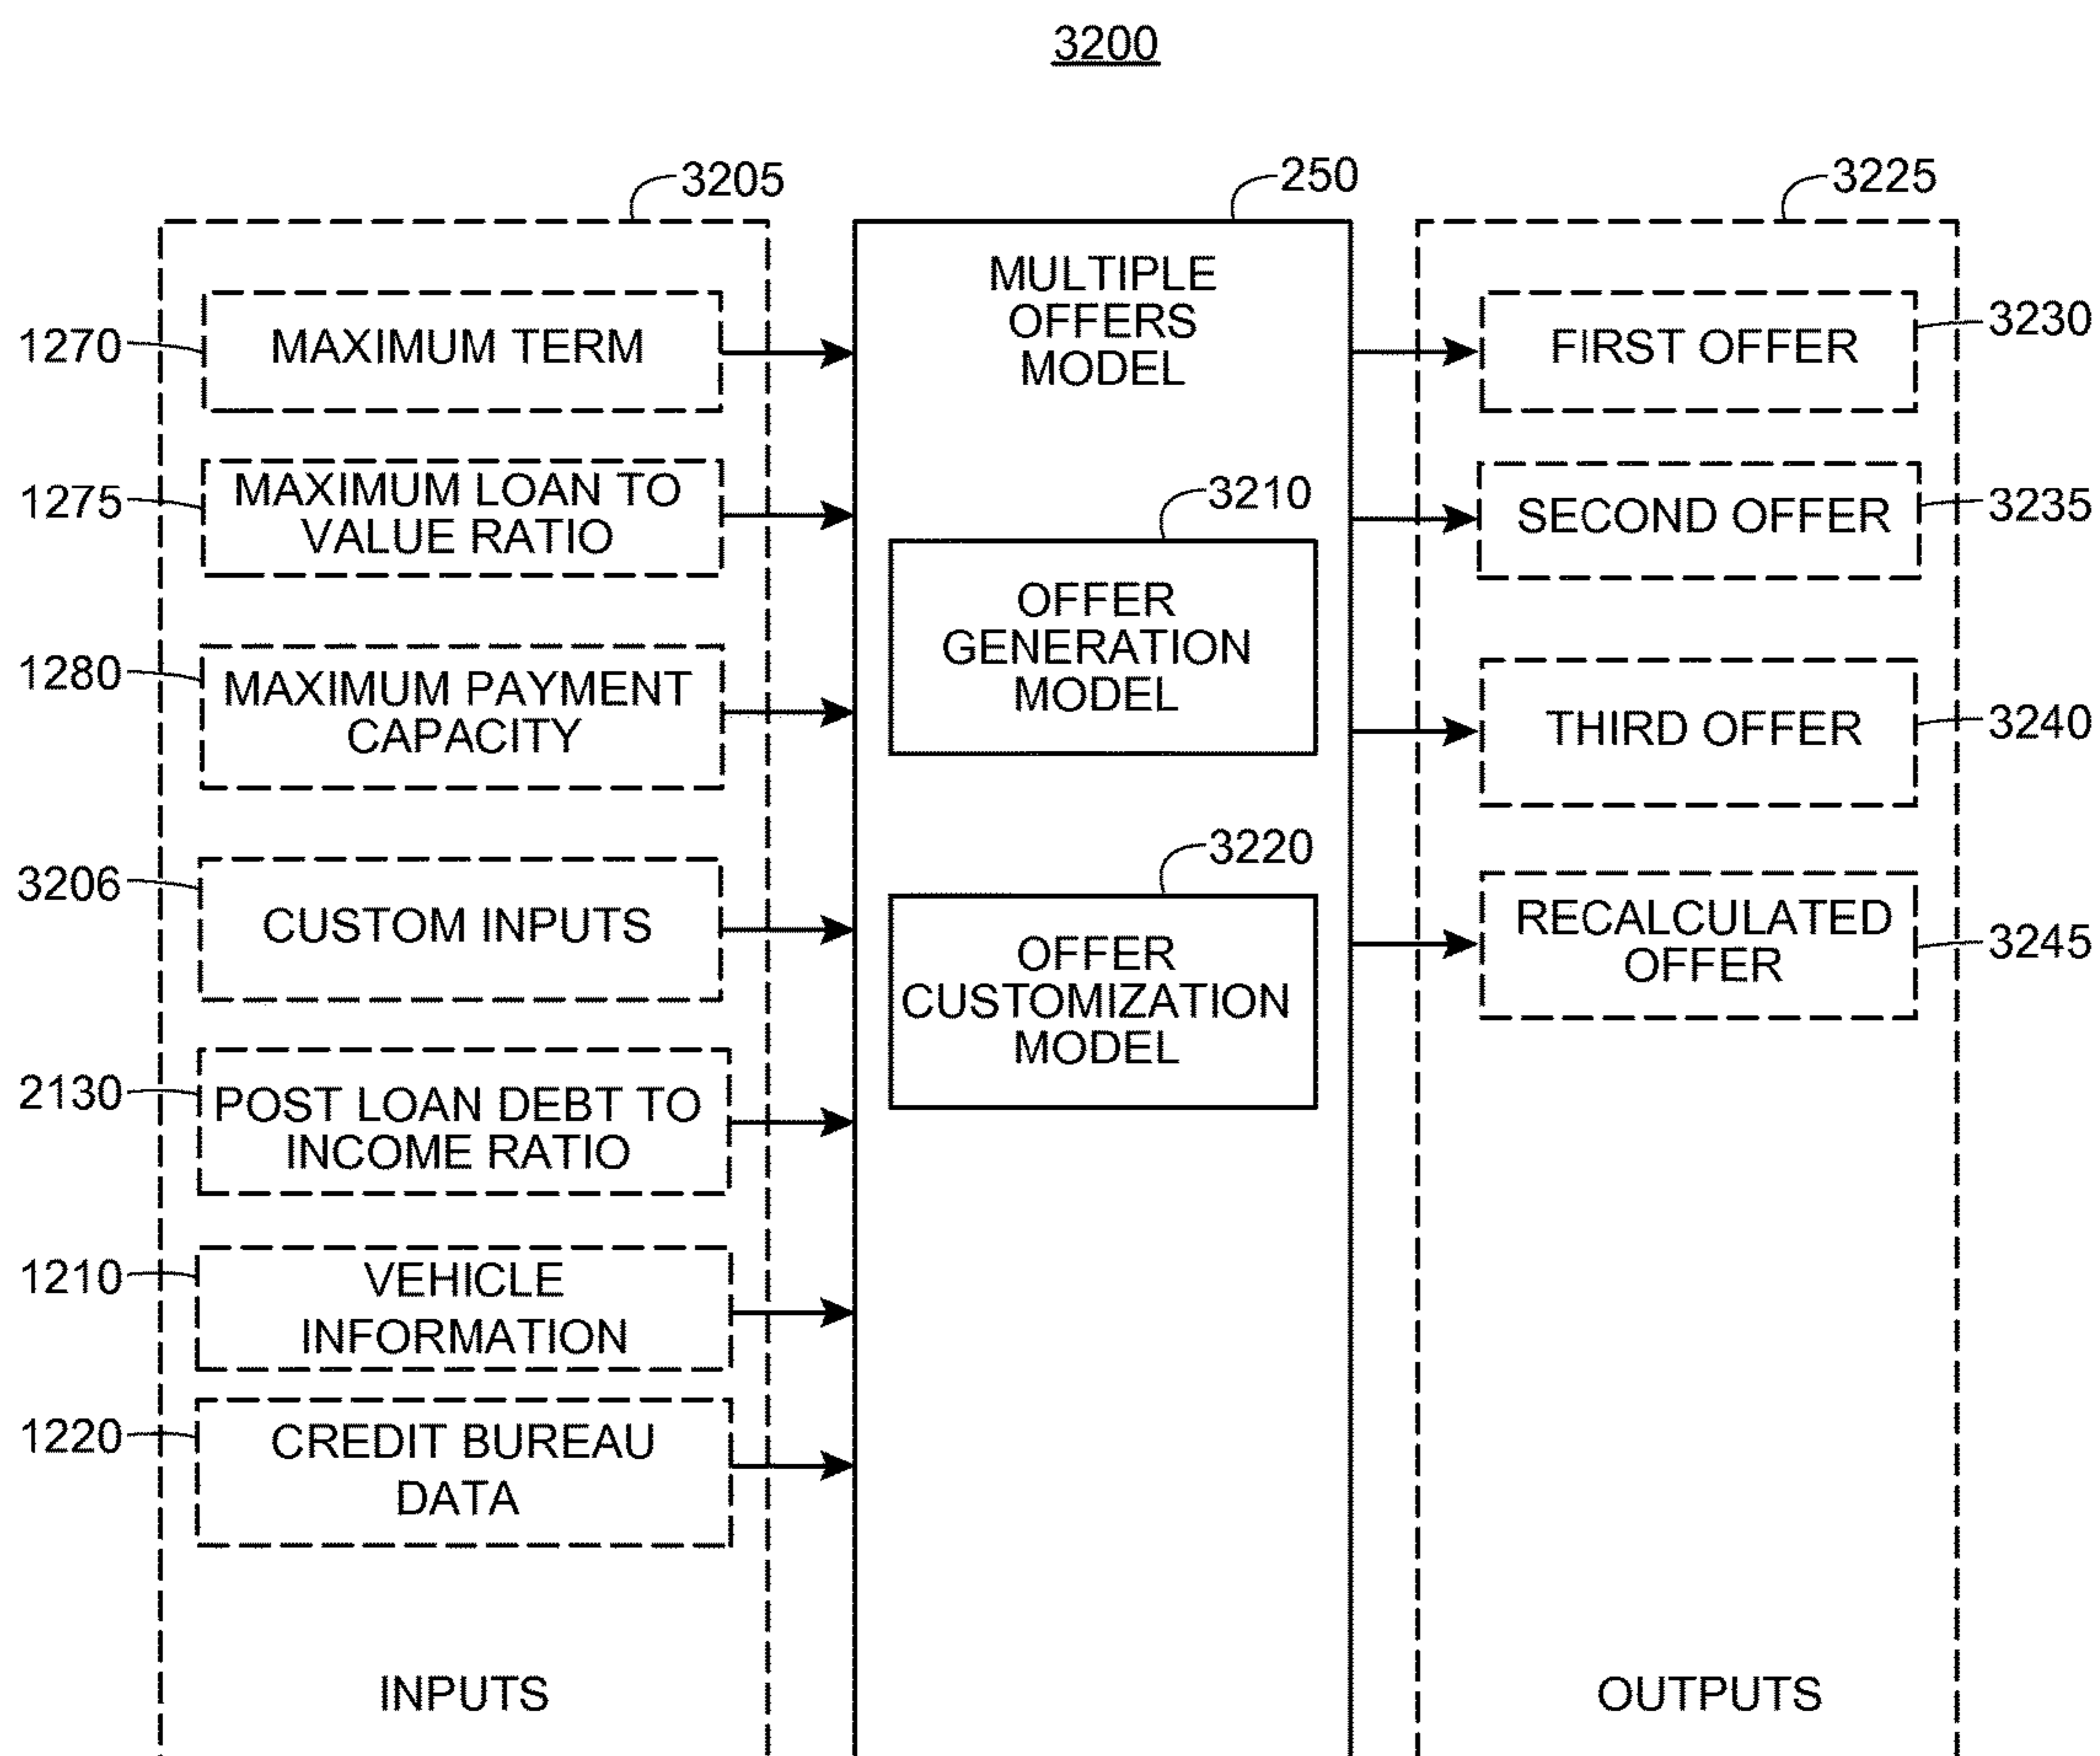 3200
3205
250
3225
1270
MAXIMUM TERM
1275
MAXIMUM LOAN TO
VALUE RATIO
1280
MAXIMUM PAYMENT
CAPACITY
3206
CUSTOM INPUTS
2130
POST LOAN DEBT TO
INCOME RATIO
1210
VEHICLE
INFORMATION
1220
CREDIT BUREAU
DATA
INPUTS
MULTIPLE
OFFERS
MODEL
3210
OFFER
GENERATION
MODEL
3220
OFFER
CUSTOMIZATION
MODEL
FIRST OFFER
3230
SECOND OFFER
3235
THIRD OFFER
3240
RECALCULATED
OFFER
3245
OUTPUTS